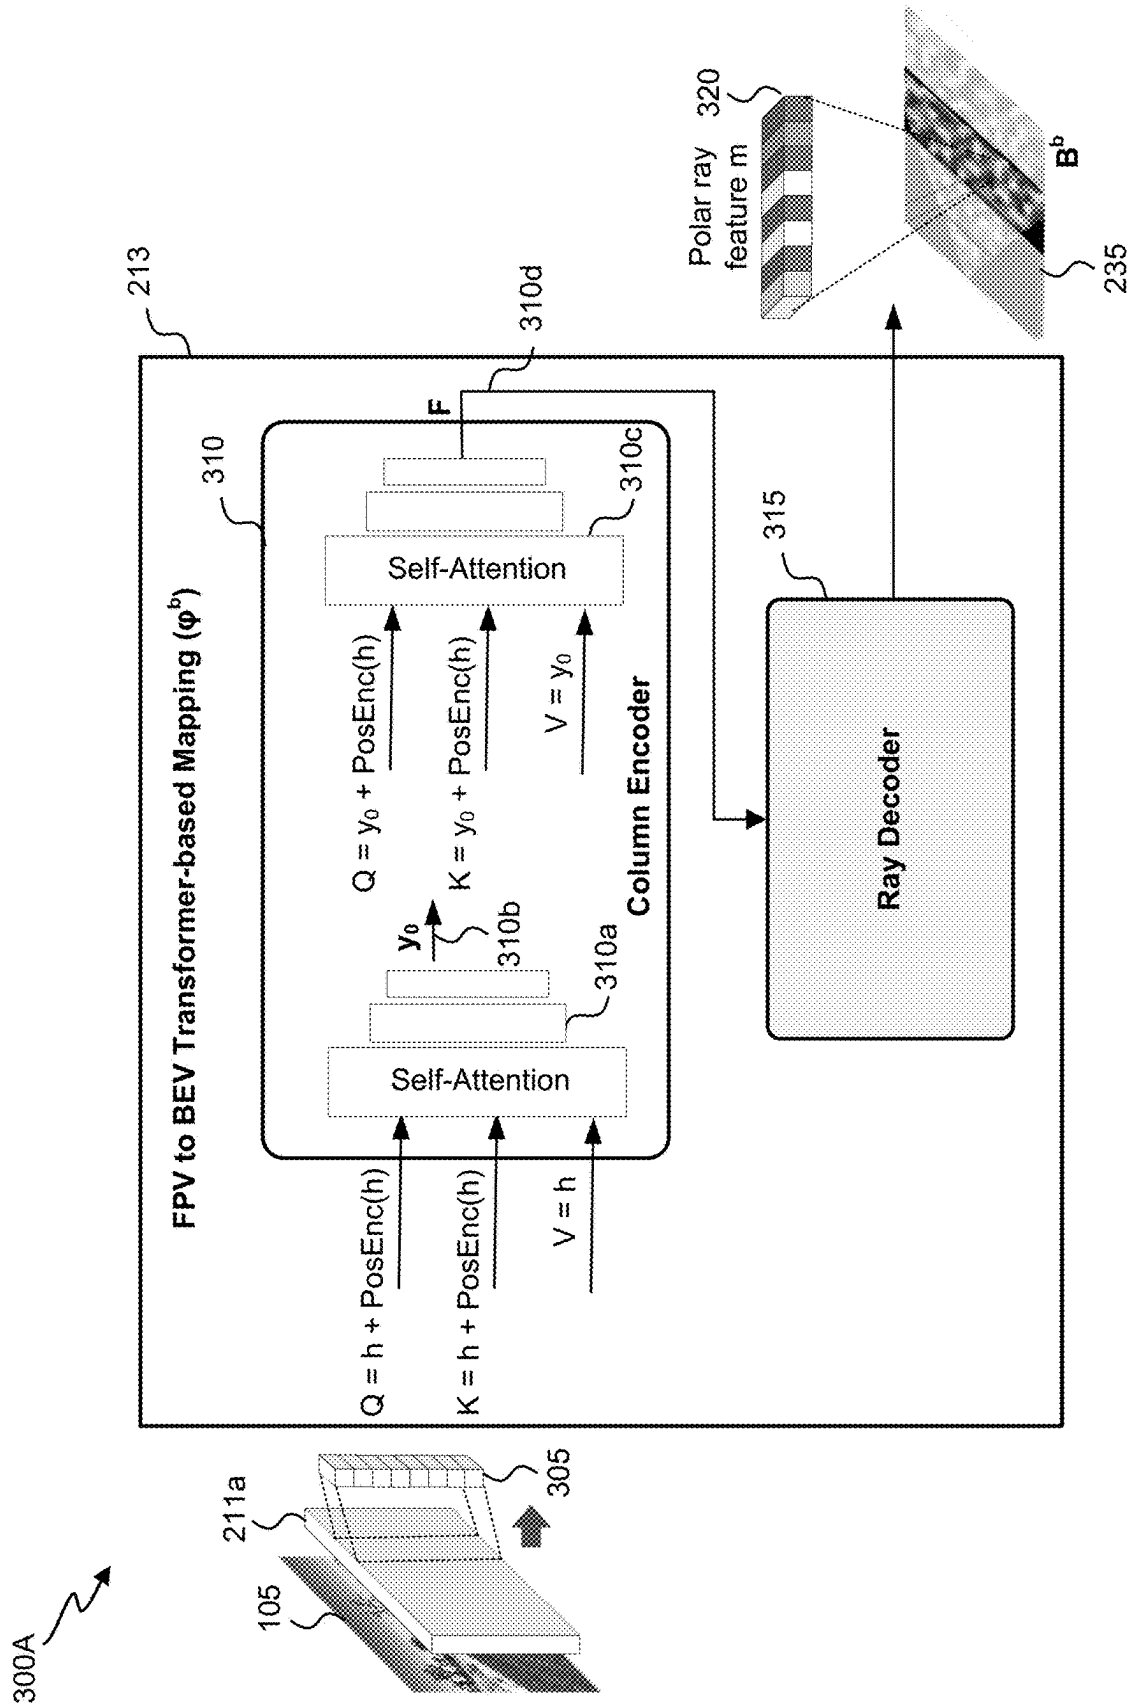 300A
105
211a
305
213
FPV to BEV Transformer-based Mapping (φᵇ)
310
Q = h + PosEnc(h)
K = h + PosEnc(h)
V = h
Self-Attention
310a
y₀
310b
Q = y₀ + PosEnc(h)
K = y₀ + PosEnc(h)
V = y₀
Self-Attention
310c
F
310d
Column Encoder
315
Ray Decoder
Polar ray
feature m
320
235
Bᵇ